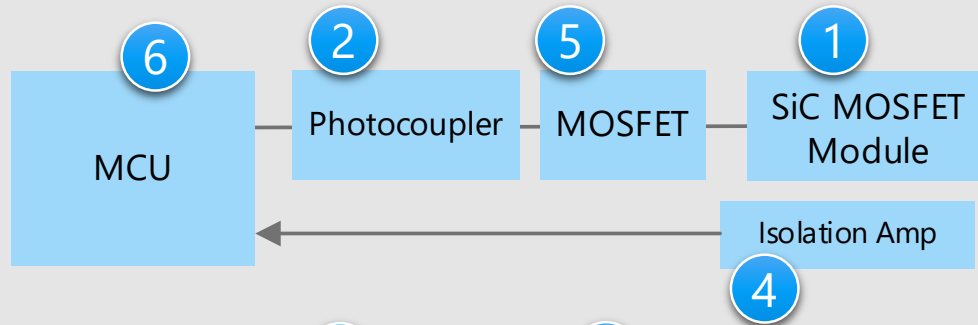 6
2
5
1
MCU
Photocoupler
MOSFET
SiC MOSFET
Module
Isolation Amp
4